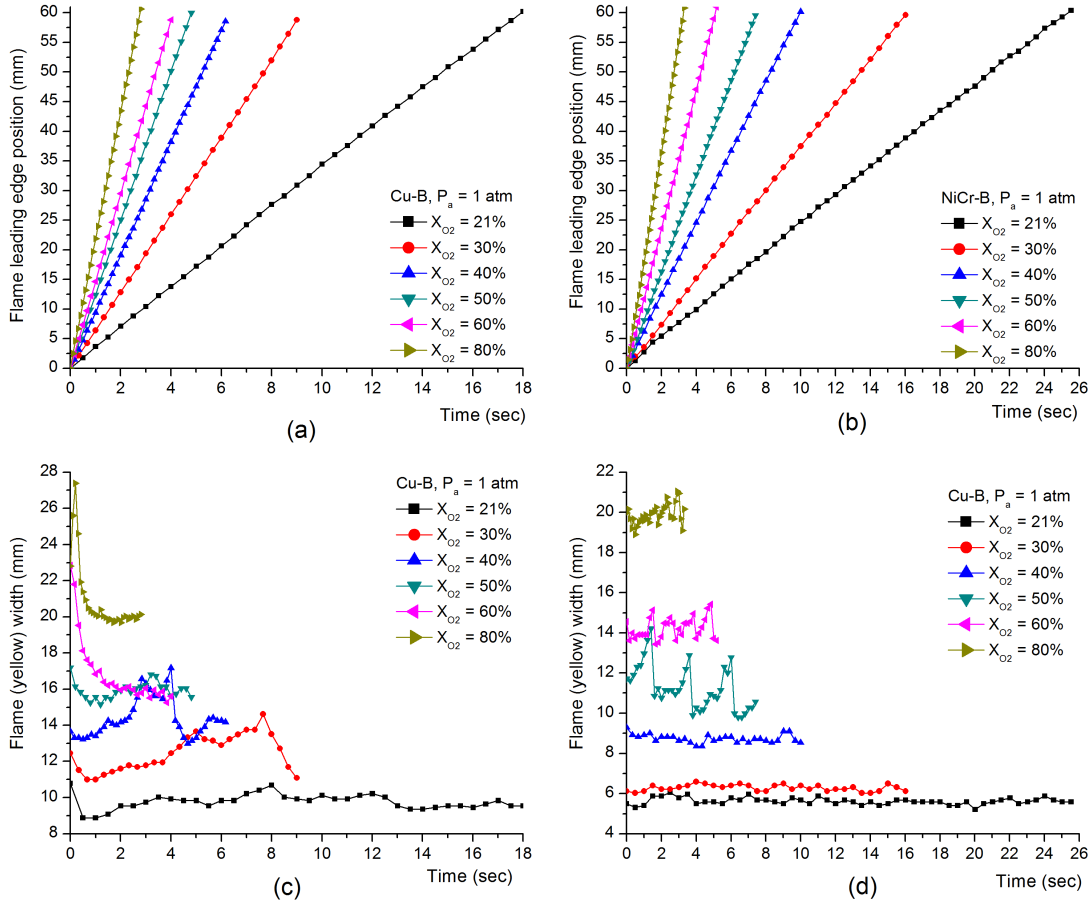 Flame leading edge position (mm)
60
55
50
45
40
35
30
25
20
15
10
5
0
0 2 4 6 8 10 12 14 16 18
Time (sec)
Cu-B, Pa = 1 atm
XO2 = 21%
XO2 = 30%
XO2 = 40%
XO2 = 50%
XO2 = 60%
XO2 = 80%
(a)
Flame leading edge position (mm)
60
55
50
45
40
35
30
25
20
15
10
5
0
0 2 4 6 8 10 12 14 16 18 20 22 24 26
Time (sec)
NiCr-B, Pa = 1 atm
XO2 = 21%
XO2 = 30%
XO2 = 40%
XO2 = 50%
XO2 = 60%
XO2 = 80%
(b)
Flame (yellow) width (mm)
28
26
24
22
20
18
16
14
12
10
8
0 2 4 6 8 10 12 14 16 18
Time (sec)
Cu-B, Pa = 1 atm
XO2 = 21%
XO2 = 30%
XO2 = 40%
XO2 = 50%
XO2 = 60%
XO2 = 80%
(c)
Flame (yellow) width (mm)
22
20
18
16
14
12
10
8
6
4
0 2 4 6 8 10 12 14 16 18 20 22 24 26
Time (sec)
Cu-B, Pa = 1 atm
XO2 = 21%
XO2 = 30%
XO2 = 40%
XO2 = 50%
XO2 = 60%
XO2 = 80%
(d)